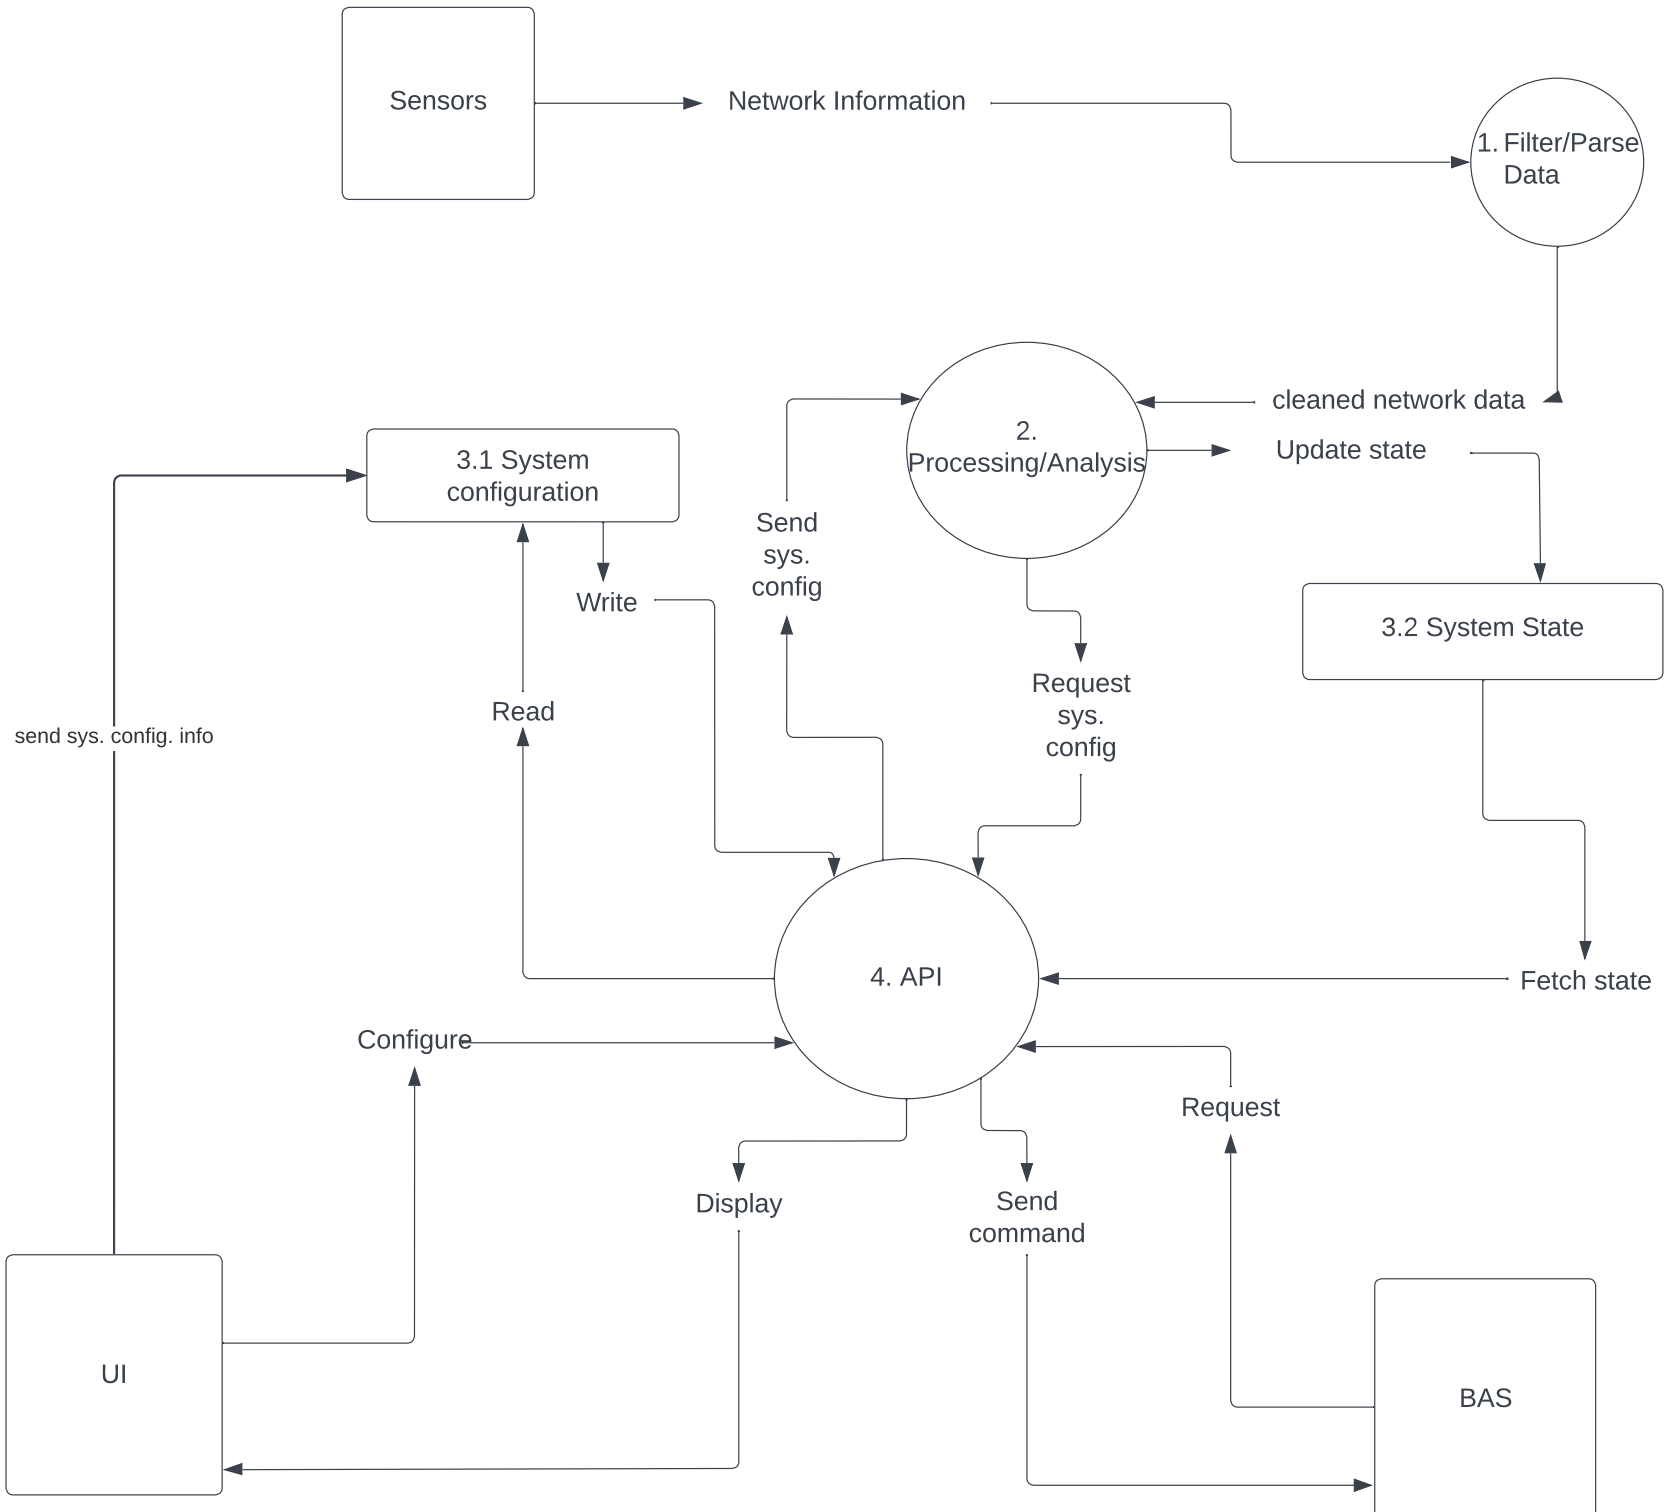 Sensors
Network Information
1. Filter/Parse
Data
cleaned network data
2.
Processing/Analysis
Update state
3.1 System
configuration
Send
sys.
config
Write
3.2 System State
Request
sys.
config
Read
send sys. config. info
4. API
Fetch state
Configure
Request
Display
Send
command
UI
BAS